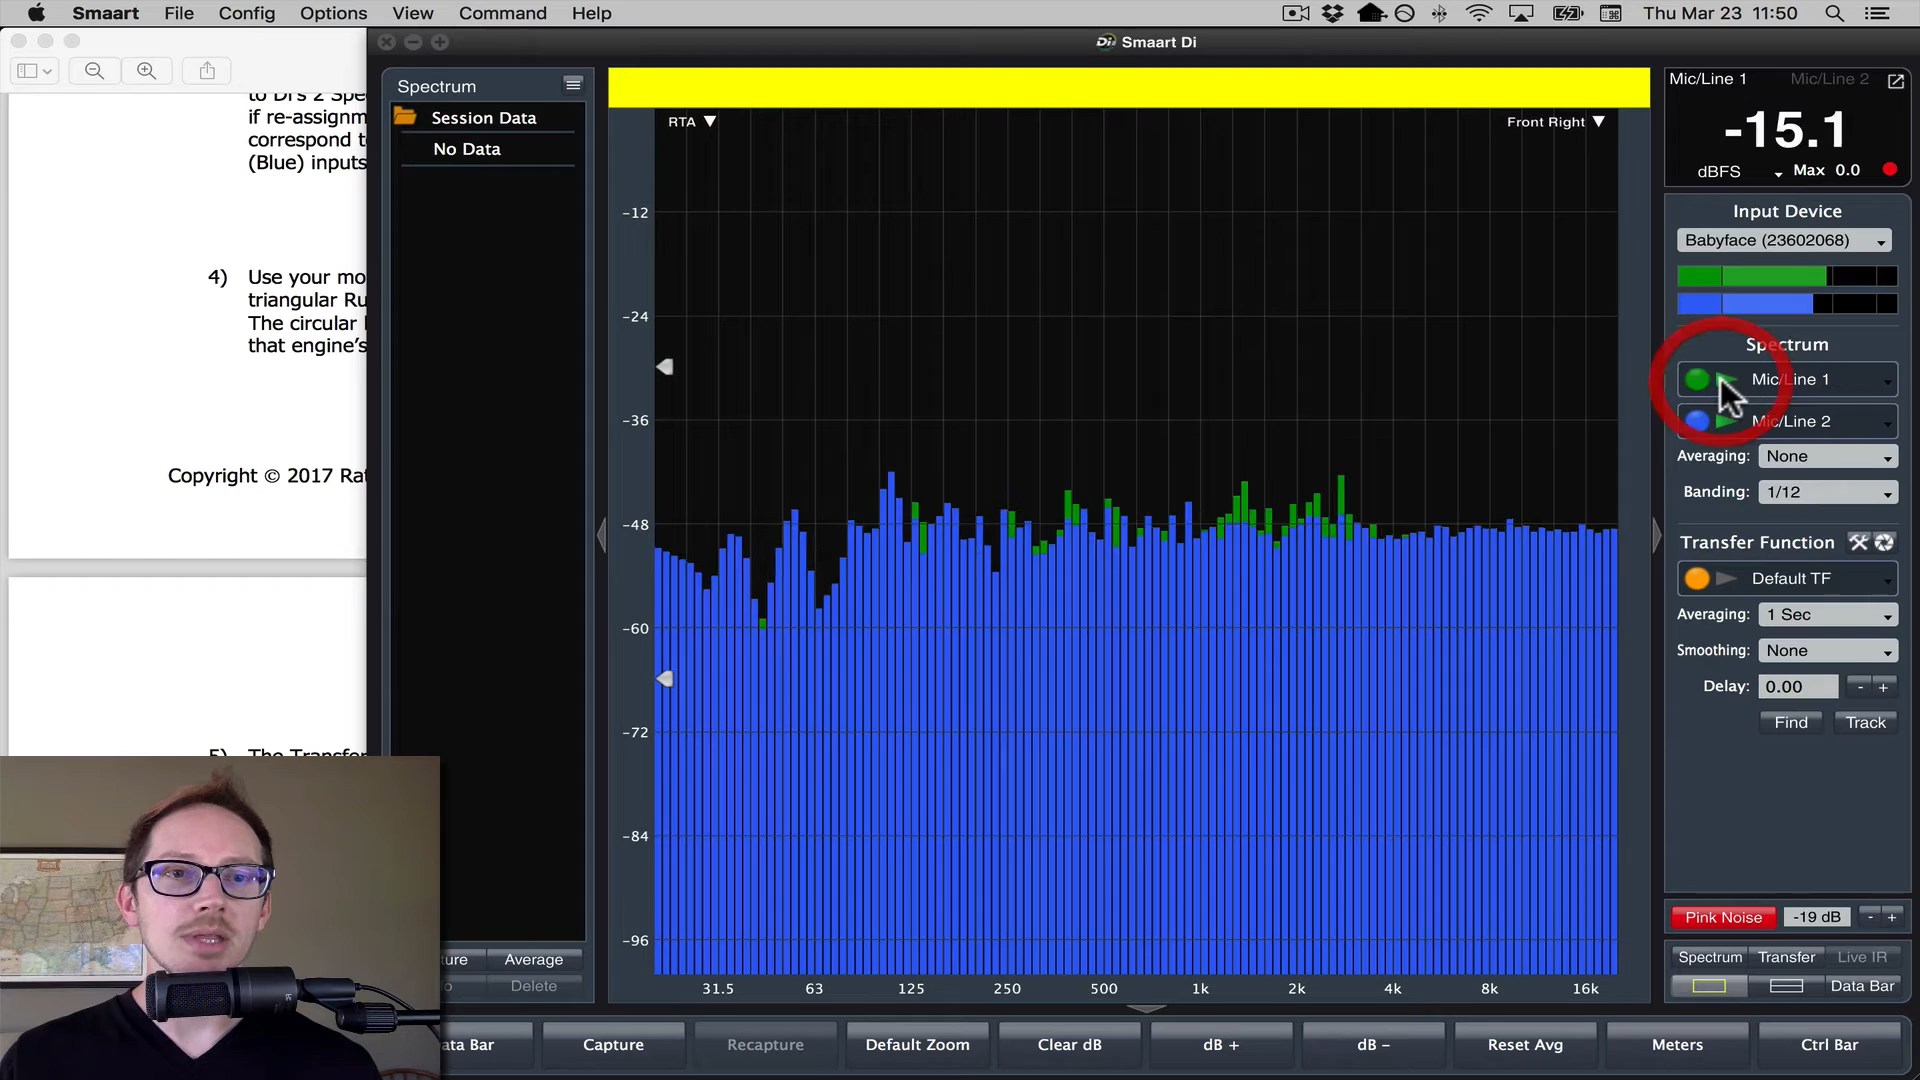 Smaart File Config Options View Command Help Thu Mar 23 11:50
Di Smaart Di
if re-assignm
correspond t
(Blue) inputs
4) Use your mo
triangular Ru
The circular
that engine's
Copyright © 2017 Rat
Spectrum
Session Data
No Data
Average
Delete
RTA ▼ Front Right ▼
-12
-24
-36
-48
-60
-72
-84
-96
31.5 63 125 250 500 1k 2k 4k 8k 16k
Mic/Line 1 Mic/Line 2
-15.1
dBFS Max 0.0
Input Device
Babyface (23602068)
Spectrum
Mic/Line 1
Mic/Line 2
Averaging: None
Banding: 1/12
Transfer Function
Default TF
Averaging: 1 Sec
Smoothing: None
Delay: 0.00 - +
Find Track
Pink Noise -19 dB - +
Spectrum Transfer Live IR
Data Bar
ata Bar Capture Recapture Default Zoom Clear dB dB + dB – Reset Avg Meters Ctrl Bar